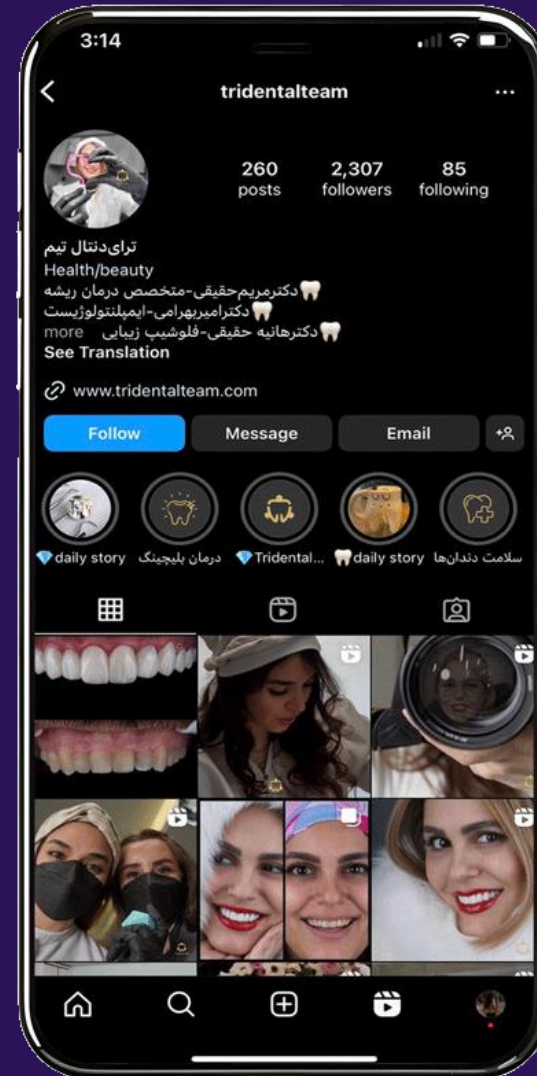 3:14
tridentalteam
260
2,307
85
posts
followers
following
ترای‌دنتال تیم
Health/beauty
🦷دکترمریم‌حقیقی-متخصص درمان ریشه
🦷دکترامیربهرامی-ایمپلنتولوژیست
🦷دکترهانیه حقیقی-فلوشیپ زیبایی more
See Translation
www.tridentalteam.com
Follow
Message
Email
💎daily story
درمان بلیچینگ
💎Tridental...
🦷daily story
سلامت دندان‌ها